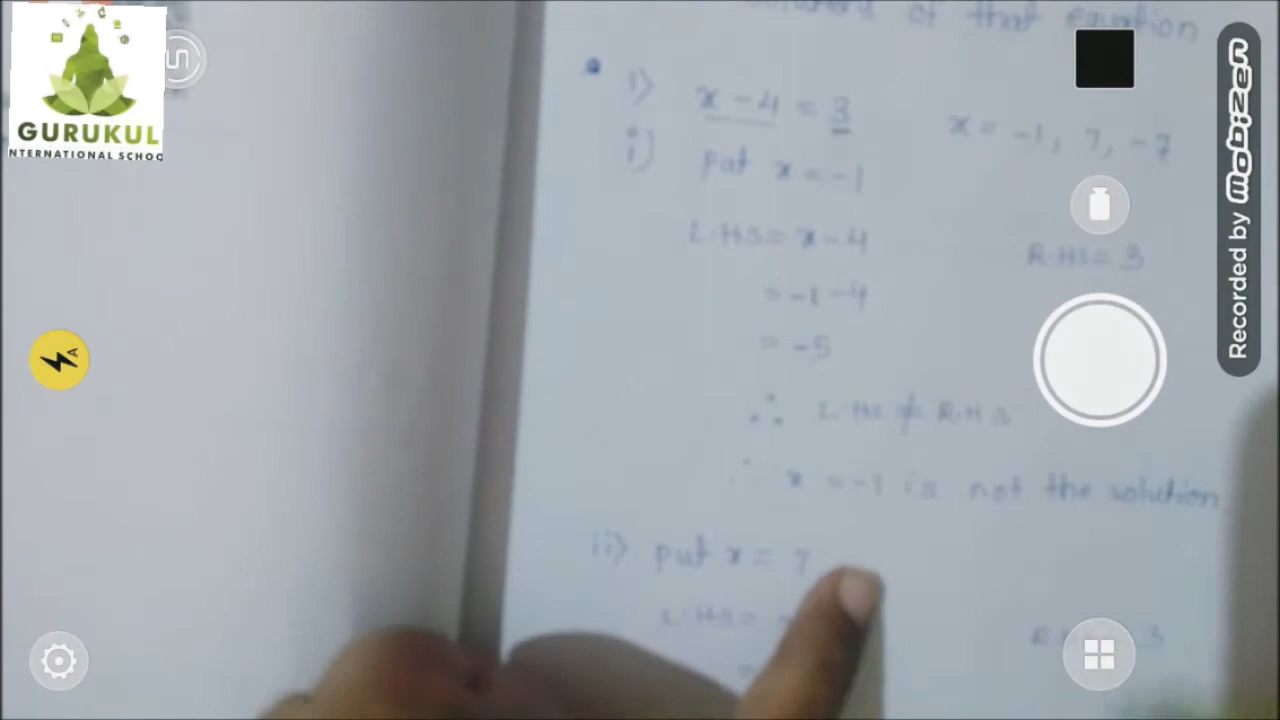 GURUKUL
NTERNATIONAL SCHOO
of that equation
1) x - 4 = 3 x = -1, 7, -7
i) put x = -1
L.H.S = x - 4 R.H.S = 3
= -1 - 4
= -5
∴ L.H.S ≠ R.H.S
∴ x = -1 is not the solution
ii) put x = 7
L.H.S = 3
Recorded by mobizen